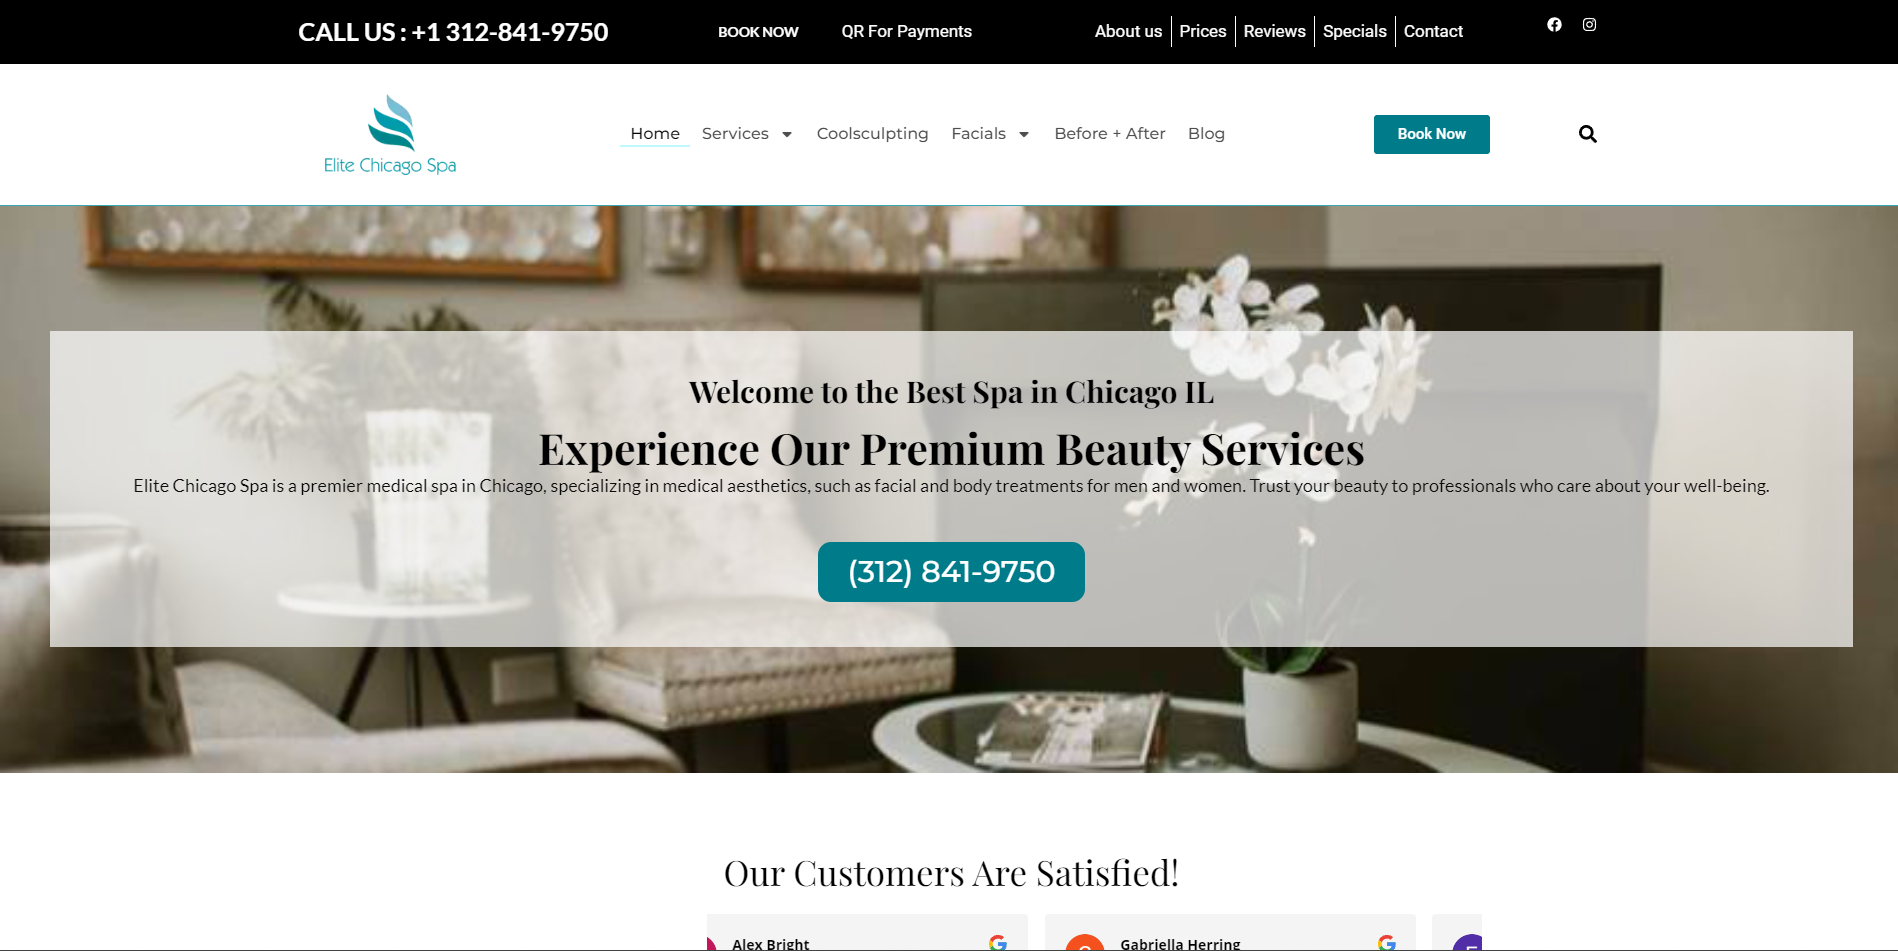 CALL US : +1 312-841-9750
BOOK NOW
QR For Payments
About us
Prices
Reviews
Specials
Contact
Elite Chicago Spa
Home
Services
Coolsculpting
Facials
Before + After
Blog
Book Now
Welcome to the Best Spa in Chicago IL
Experience Our Premium Beauty Services
Elite Chicago Spa is a premier medical spa in Chicago, specializing in medical aesthetics, such as facial and body treatments for men and women. Trust your beauty to professionals who care about your well-being.
(312) 841-9750
Our Customers Are Satisfied!
Alex Bright
Gabriella Herring